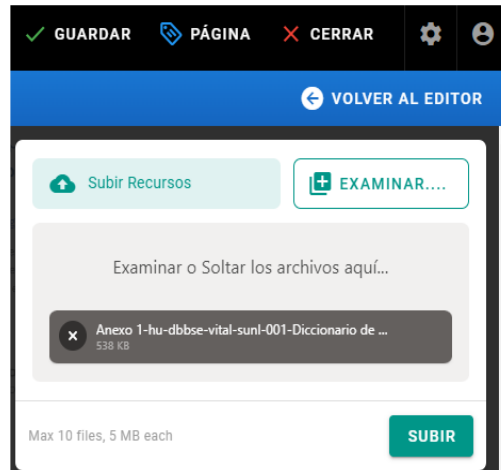 GUARDAR PÁGINA CERRAR
VOLVER AL EDITOR
Subir Recursos EXAMINAR....
Examinar o Soltar los archivos aquí...
Anexo 1-hu-dbbse-vital-sunl-001-Diccionario de ...
538 KB
Max 10 files, 5 MB each SUBIR